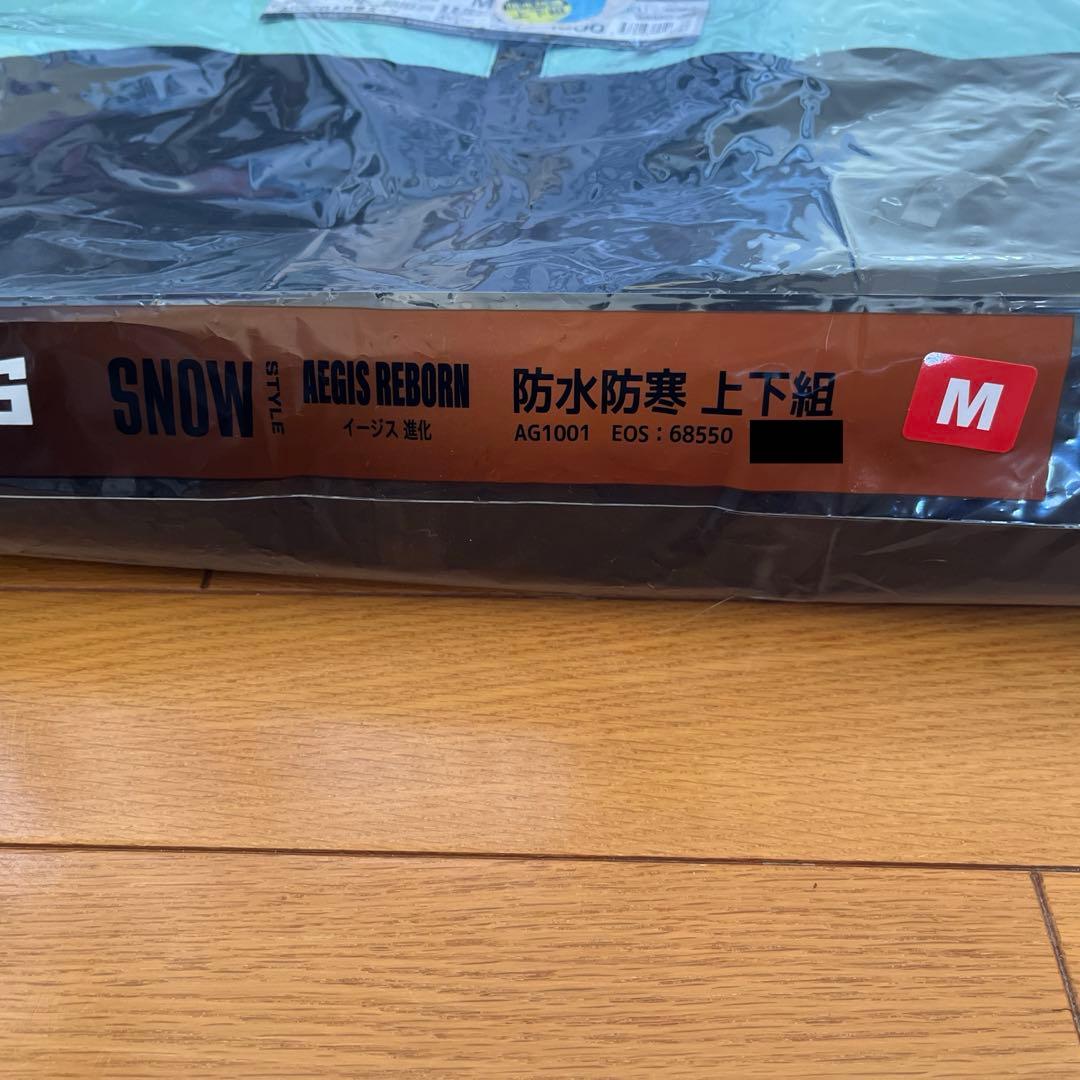 SNOW
STYLE
AEGIS REBORN
イージス 進化
防水防寒 上下組
AG1001 EOS：68550
M